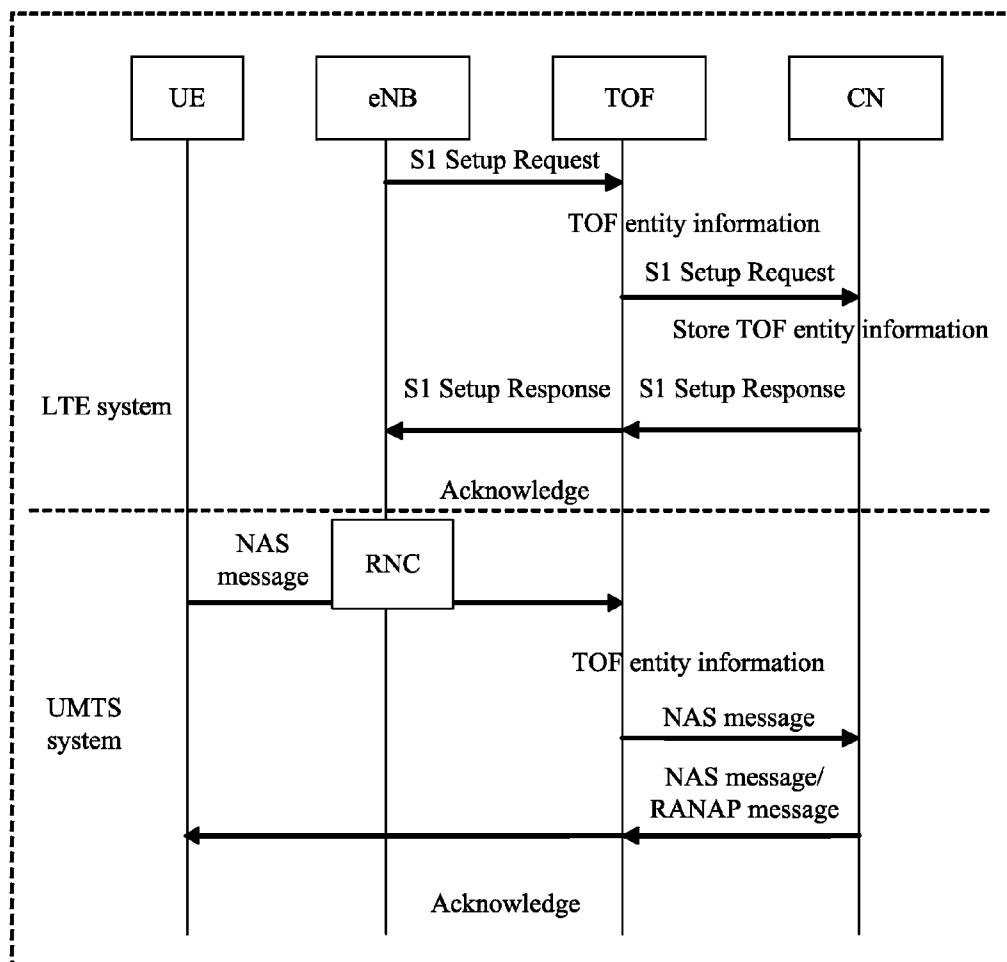 UE
eNB
TOF
CN
S1 Setup Request
TOF entity information
S1 Setup Request
Store TOF entity information
S1 Setup Response
S1 Setup Response
LTE system
Acknowledge
NAS
message
RNC
TOF entity information
UMTS
system
NAS message
NAS message/
RANAP message
Acknowledge